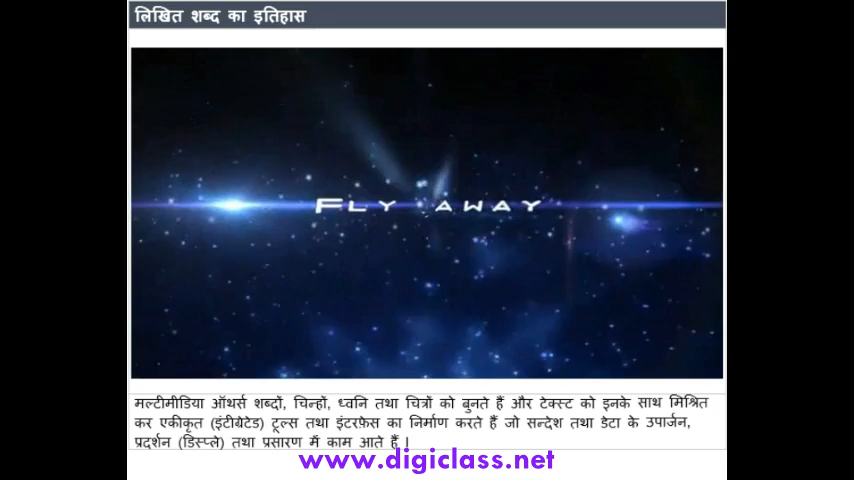 लिखित शब्द का इतिहास
FLY AWAY
मल्टीमीडिया ऑथर्स शब्दों, चिन्हों, ध्वनि तथा चित्रों को बुनते हैं और टेक्स्ट को इनके साथ मिश्रित
कर एकीकृत (इंटीग्रेटेड) टूल्स तथा इंटरफ़ेस का निर्माण करते हैं जो सन्देश तथा डेटा के उपार्जन,
प्रदर्शन (डिस्प्ले) तथा प्रसारण में काम आते हैं |
www.digiclass.net